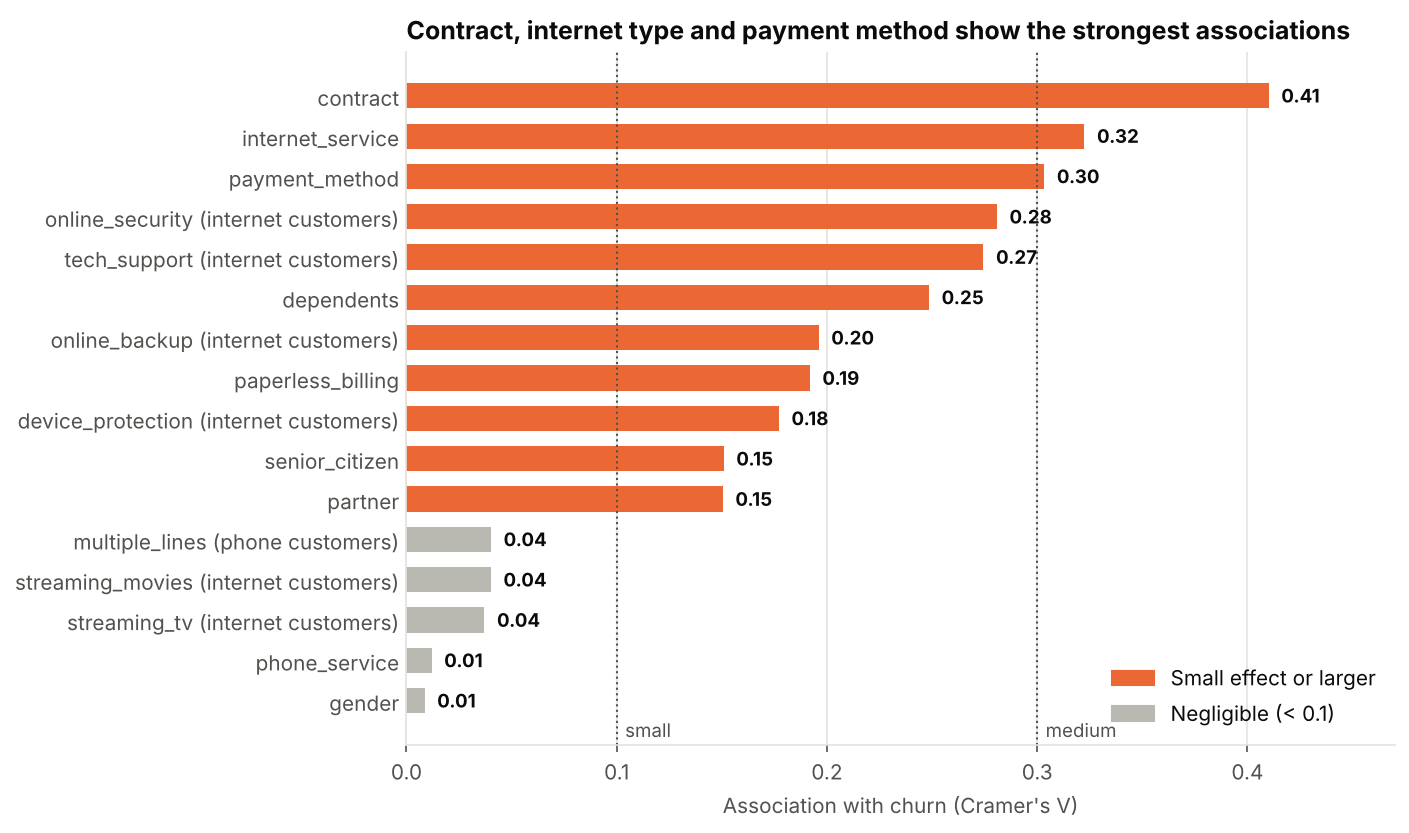 Contract, internet type and payment method show the strongest associations
contract 0.41
internet_service 0.32
payment_method 0.30
online_security (internet customers) 0.28
tech_support (internet customers) 0.27
dependents 0.25
online_backup (internet customers) 0.20
paperless_billing 0.19
device_protection (internet customers) 0.18
senior_citizen 0.15
partner 0.15
multiple_lines (phone customers) 0.04
streaming_movies (internet customers) 0.04
streaming_tv (internet customers) 0.04
phone_service 0.01
gender 0.01
Small effect or larger
Negligible (< 0.1)
small medium
0.0 0.1 0.2 0.3 0.4
Association with churn (Cramer's V)